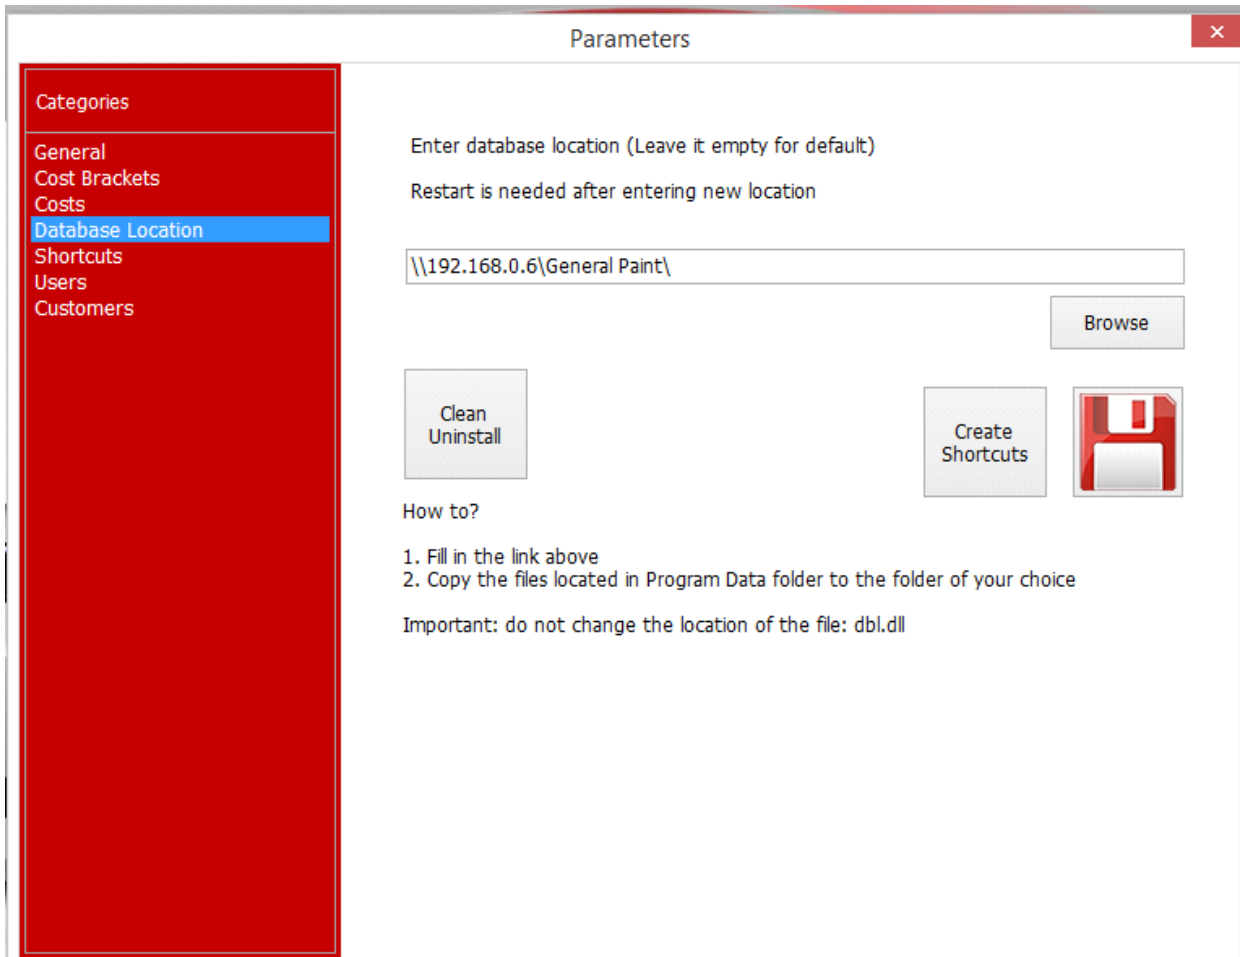 Parameters
Categories
General
Cost Brackets
Costs
Database Location
Shortcuts
Users
Customers
Enter database location (Leave it empty for default)
Restart is needed after entering new location
\\192.168.0.6\General Paint\
Browse
Clean
Uninstall
Create
Shortcuts
How to?
1. Fill in the link above
2. Copy the files located in Program Data folder to the folder of your choice
Important: do not change the location of the file: dbl.dll